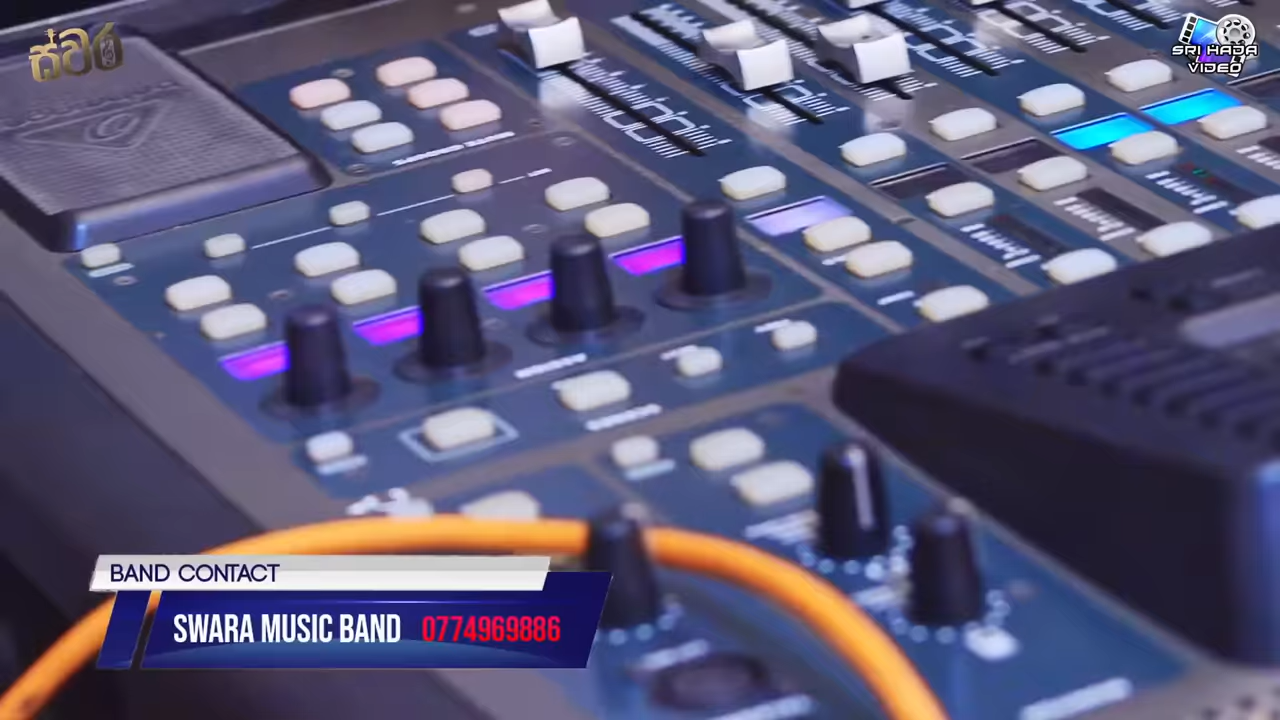 ස්වර
SRI HADA
VIDEO
BAND CONTACT
SWARA MUSIC BAND 0774969886